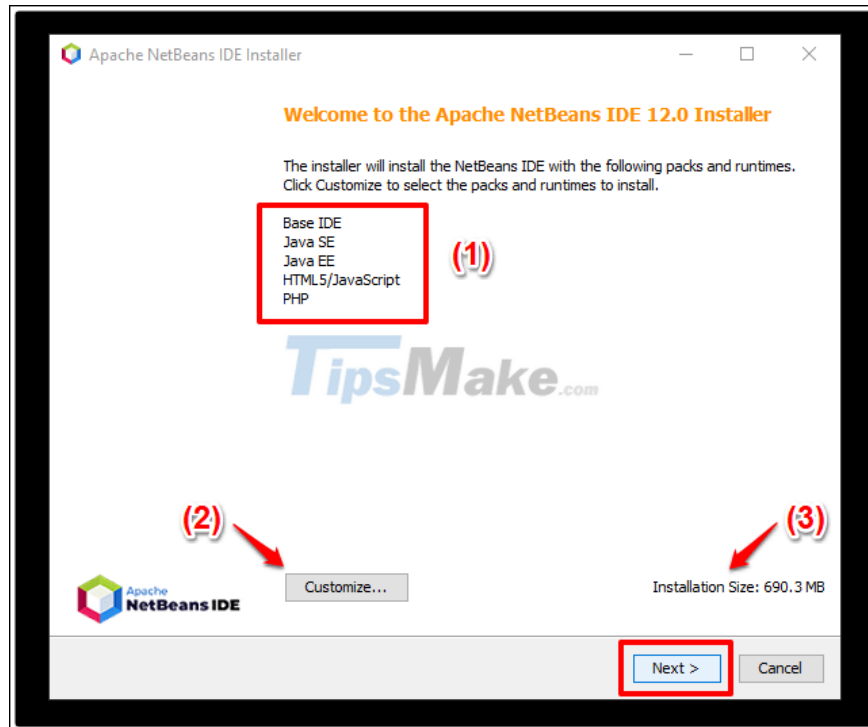 Apache NetBeans IDE Installer
Welcome to the Apache NetBeans IDE 12.0 Installer
The installer will install the NetBeans IDE with the following packs and runtimes.
Click Customize to select the packs and runtimes to install.
Base IDE
Java SE
Java EE
HTML5/JavaScript
PHP
(1)
TipsMake.com
(2)
(3)
Customize...
Installation Size: 690.3 MB
Apache
NetBeans IDE
Next >
Cancel